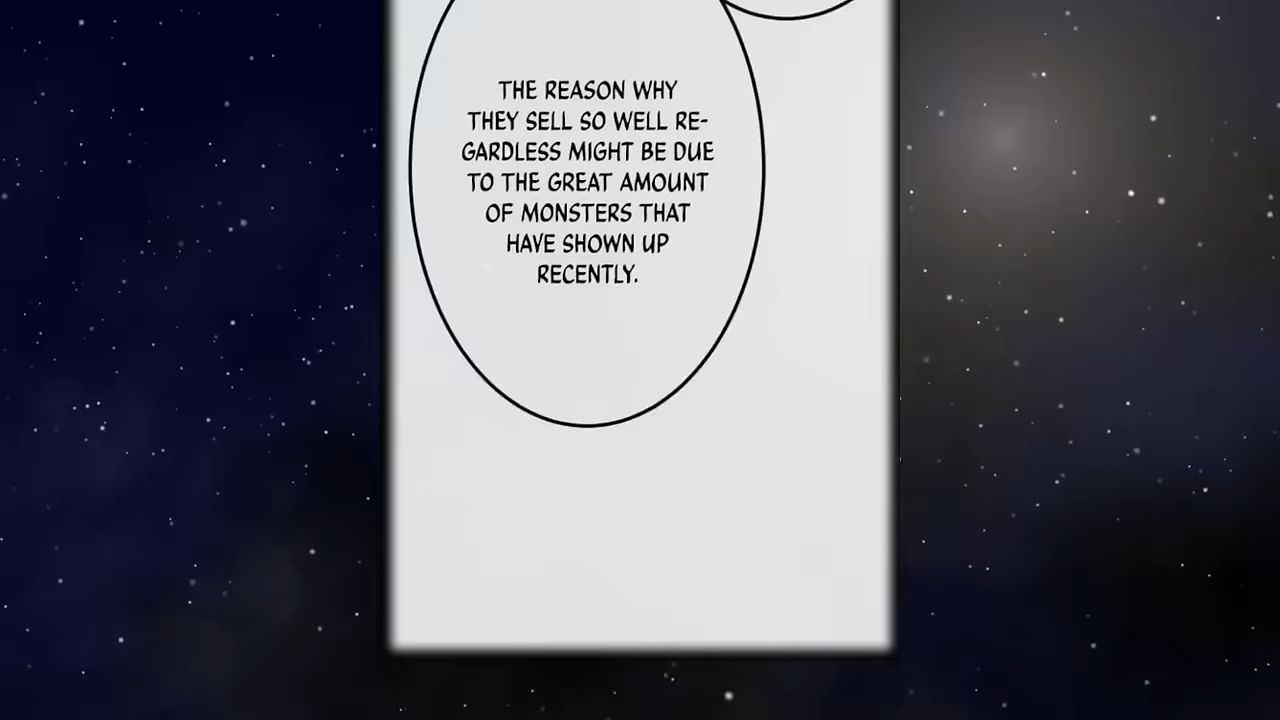 THE REASON WHY
THEY SELL SO WELL RE-
GARDLESS MIGHT BE DUE
TO THE GREAT AMOUNT
OF MONSTERS THAT
HAVE SHOWN UP
RECENTLY.